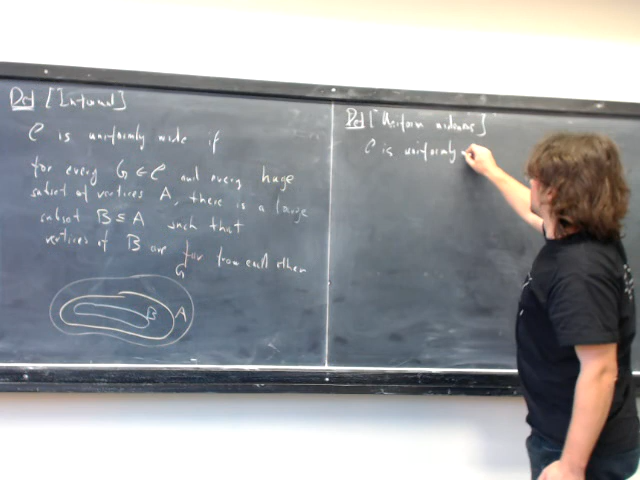 Def [Informal]
C is uniformly wide if
for every G ∈ C and every huge
subset of vertices A, there is a large
subset B ⊆ A such that
vertices of B are far from each other
G
B A
Def [Uniform wideness]
C is uniformly